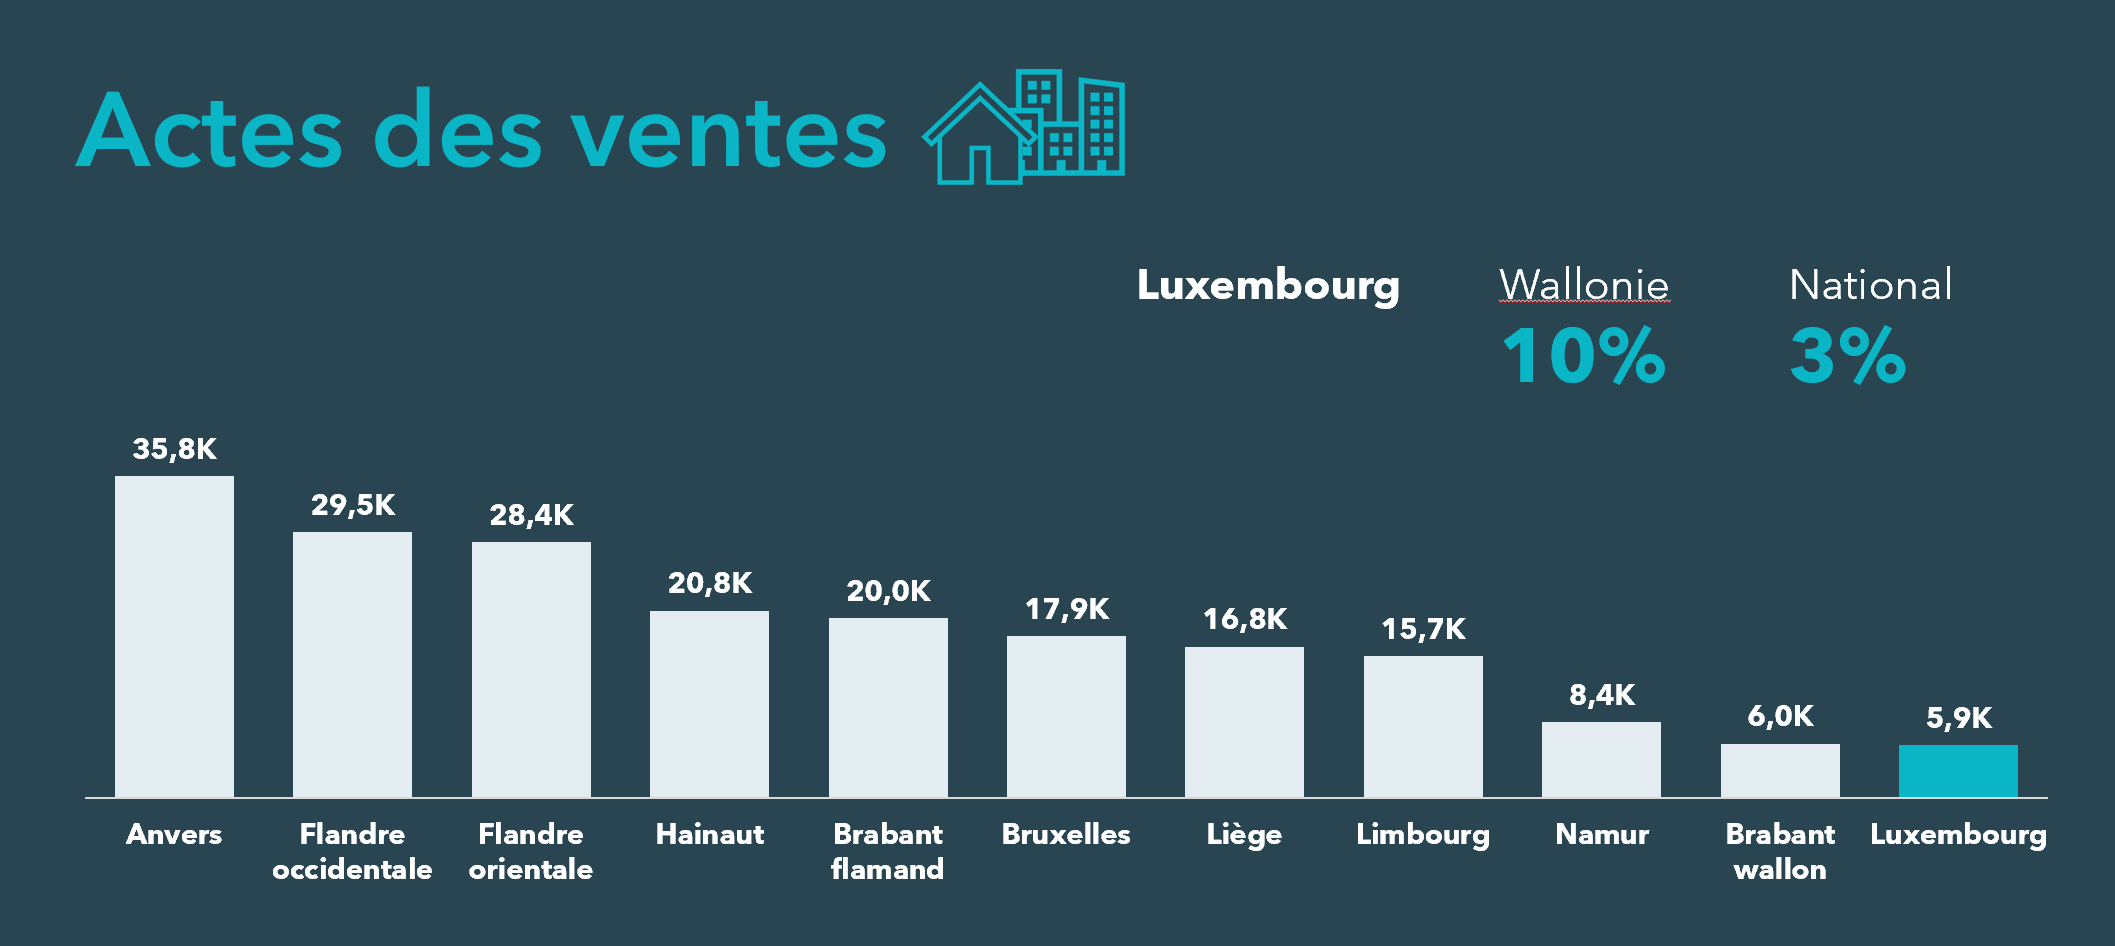 Actes des ventes
Luxembourg Wallonie National
10% 3%
35,8K
29,5K
28,4K
20,8K
20,0K
17,9K
16,8K
15,7K
8,4K
6,0K
5,9K
Anvers
Flandre
occidentale
Flandre
orientale
Hainaut
Brabant
flamand
Bruxelles
Liège
Limbourg
Namur
Brabant
wallon
Luxembourg